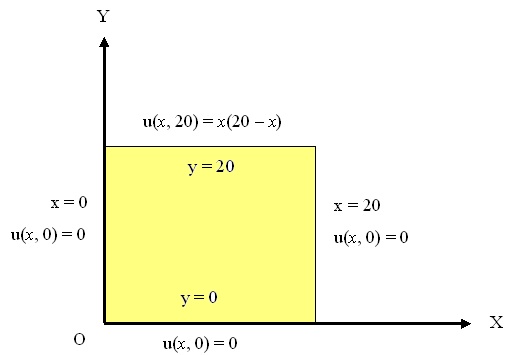 Y
u(x, 20) = x(20 – x)
y = 20
x = 0
x = 20
u(x, 0) = 0
u(x, 0) = 0
y = 0
O
u(x, 0) = 0
X